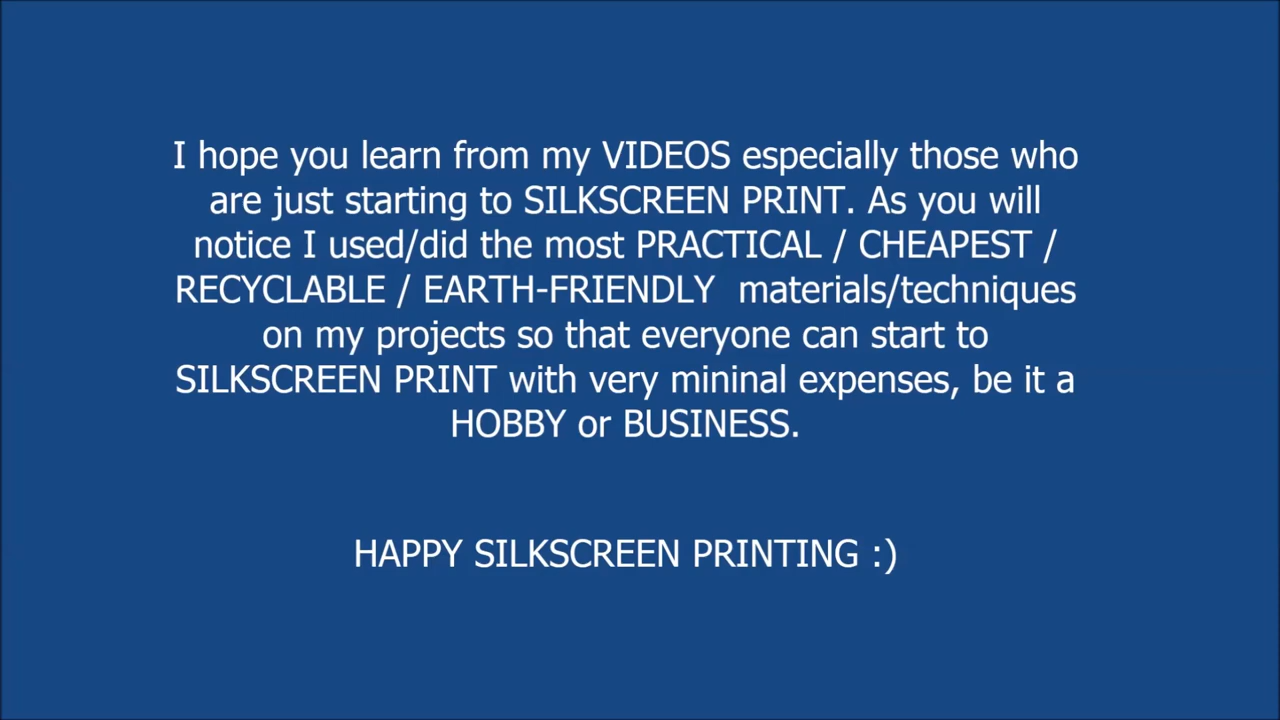 I hope you learn from my VIDEOS especially those who
are just starting to SILKSCREEN PRINT. As you will
notice I used/did the most PRACTICAL / CHEAPEST /
RECYCLABLE / EARTH-FRIENDLY  materials/techniques
on my projects so that everyone can start to
SILKSCREEN PRINT with very mininal expenses, be it a
HOBBY or BUSINESS.
HAPPY SILKSCREEN PRINTING :)